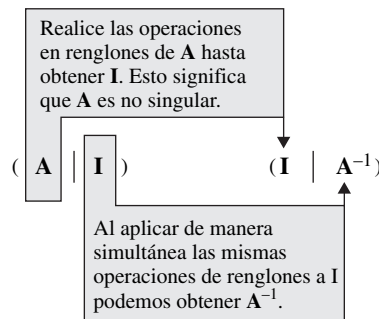 Realice las operaciones
en renglones de A hasta
obtener I. Esto significa
que A es no singular.
( A | I ) ( I | A⁻¹)
Al aplicar de manera
simultánea las mismas
operaciones de renglones a I
podemos obtener A⁻¹.